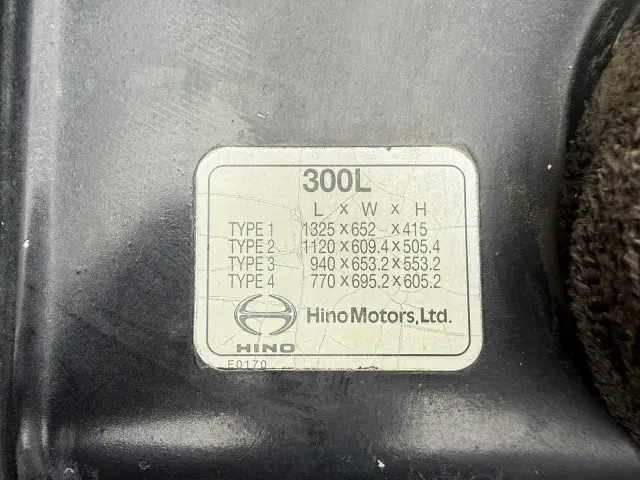 300L
L x W x H
TYPE 1 1325 x 652 x 415
TYPE 2 1120 x 609.4 x 505.4
TYPE 3 940 x 653.2 x 553.2
TYPE 4 770 x 695.2 x 605.2
Hino Motors, Ltd.
HINO
E0170